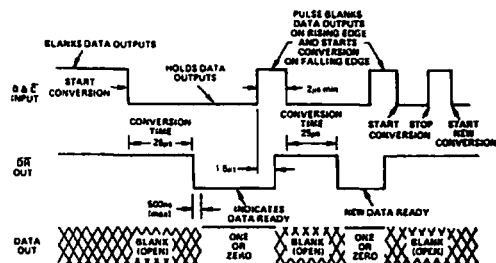 PULSE BLANKS
DATA OUTPUTS
ON RISING EDGE
AND STARTS
CONVERSION
ON FALLING EDGE
BLANKS DATA OUTPUTS
HOLDS DATA
OUTPUTS
2μs min
START
CONVERSION
INPUT
CONVERSION
TIME
25μs
CONVERSION
TIME
25μs
START
CONVERSION
STOP
START
NEW
CONVERSION
DR
OUT
500ns
(max)
INDICATES
DATA READY
NEW DATA READY
DATA
OUT
BLANK
(OPEN)
ONE
OR
ZERO
BLANK
(OPEN)
ONE
OR
ZERO
BLANK
(OPEN)